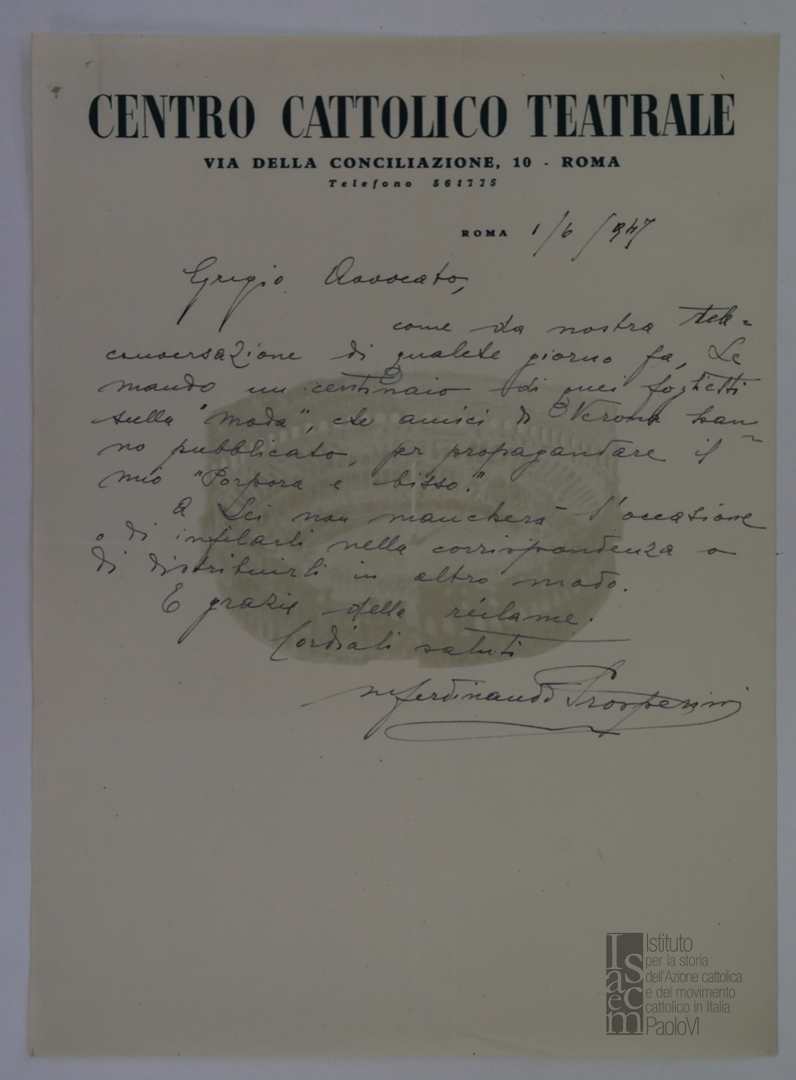 CENTRO CATTOLICO TEATRALE
VIA DELLA CONCILIAZIONE, 10 - ROMA
Telefono 561775
ROMA 1/6/947
Gregio Avvocato,
come da nostra tele=
conversazione di qualche giorno fa, Le
mando un centinaio di quei foglietti
sulla "moda", che amici di Verona han=
no pubblicato, per propagandare il
mio "Porpora e bisso."
A Lei non mancherà l'occasione
o di infilarli nella corrispondenza o
di distribuirli in altro modo.
E grazie della réclame.
Cordiali saluti
Ferdinando Prosperini
Isacem
Istituto
per la storia
dell'Azione cattolica
e del movimento
cattolico in Italia
PaoloVI